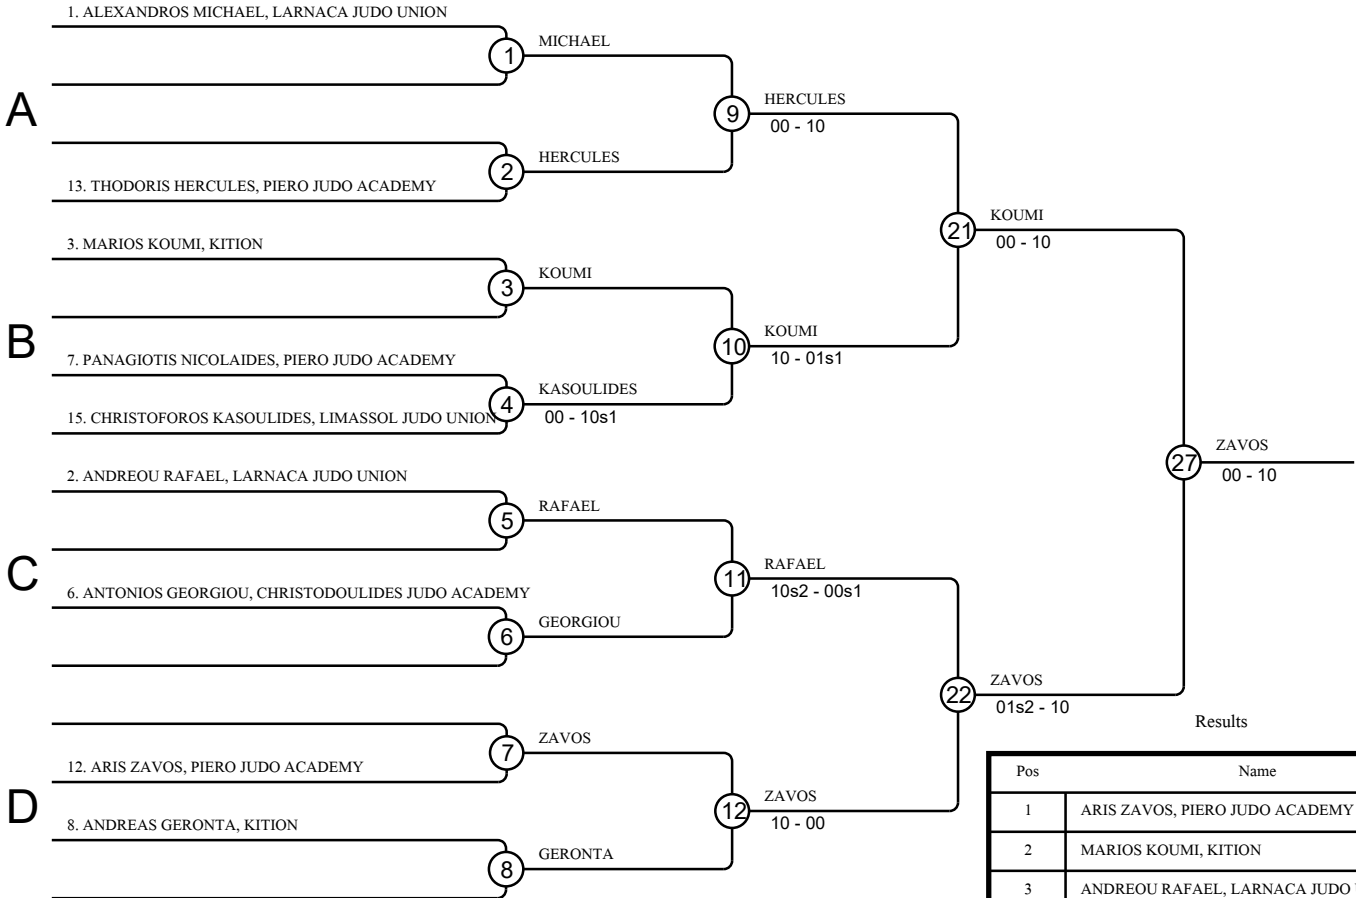 1. ALEXANDROS MICHAEL, LARNACA JUDO UNION
1
MICHAEL
A
9
HERCULES
00 - 10
2
HERCULES
13. THODORIS HERCULES, PIERO JUDO ACADEMY
21
KOUMI
00 - 10
3. MARIOS KOUMI, KITION
3
KOUMI
B
10
KOUMI
10 - 01s1
7. PANAGIOTIS NICOLAIDES, PIERO JUDO ACADEMY
4
KASOULIDES
00 - 10s1
15. CHRISTOFOROS KASOULIDES, LIMASSOL JUDO UNION
27
ZAVOS
00 - 10
2. ANDREOU RAFAEL, LARNACA JUDO UNION
5
RAFAEL
C
11
RAFAEL
10s2 - 00s1
6. ANTONIOS GEORGIOU, CHRISTODOULIDES JUDO ACADEMY
6
GEORGIOU
22
ZAVOS
01s2 - 10
7
ZAVOS
12. ARIS ZAVOS, PIERO JUDO ACADEMY
D
12
ZAVOS
10 - 00
8. ANDREAS GERONTA, KITION
8
GERONTA
Results
Pos Name
1 ARIS ZAVOS, PIERO JUDO ACADEMY
2 MARIOS KOUMI, KITION
3 ANDREOU RAFAEL, LARNACA JUDO